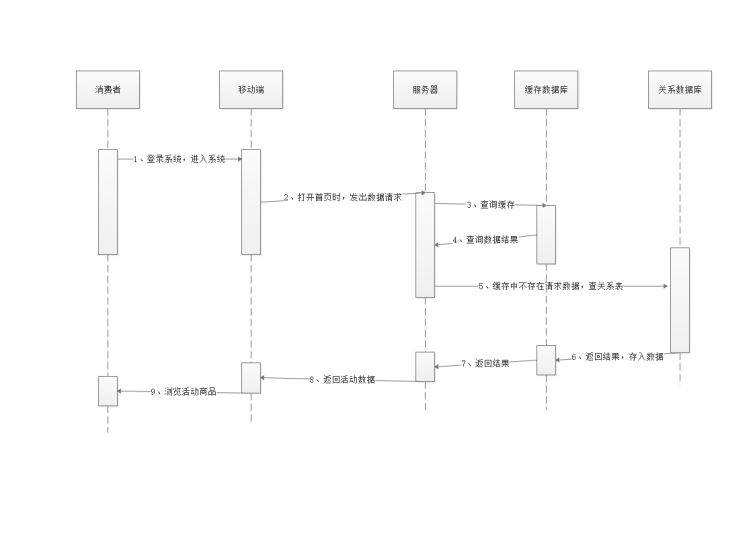 消费者
移动端
服务器
缓存数据库
关系数据库
1、登录系统，进入系统
2、打开首页时，发出数据请求
3、查询缓存
4、查询数据结果
5、缓存中不存在请求数据，查关系表
6、返回结果，存入数据
7、返回结果
8、返回活动数据
9、浏览活动商品